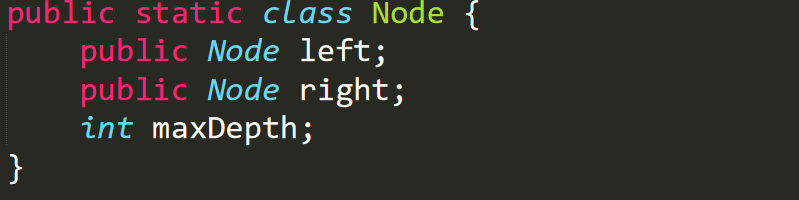 public static class Node {
    public Node left;
    public Node right;
    int maxDepth;
}